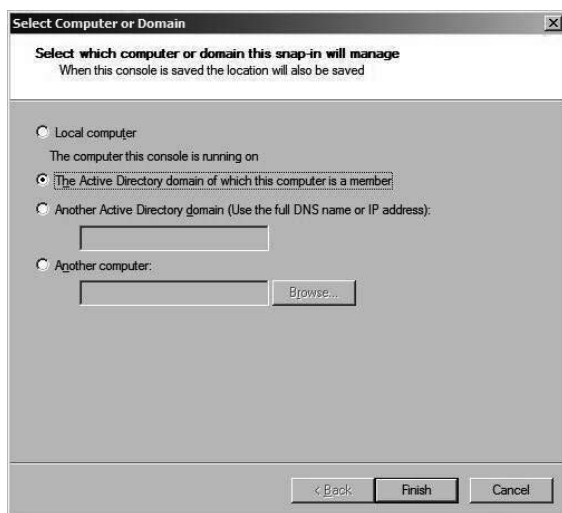 Select Computer or Domain
Select which computer or domain this snap-in will manage
When this console is saved the location will also be saved
Local computer
The computer this console is running on
The Active Directory domain of which this computer is a member
Another Active Directory domain (Use the full DNS name or IP address):
Another computer:
Browse...
< Back
Finish
Cancel